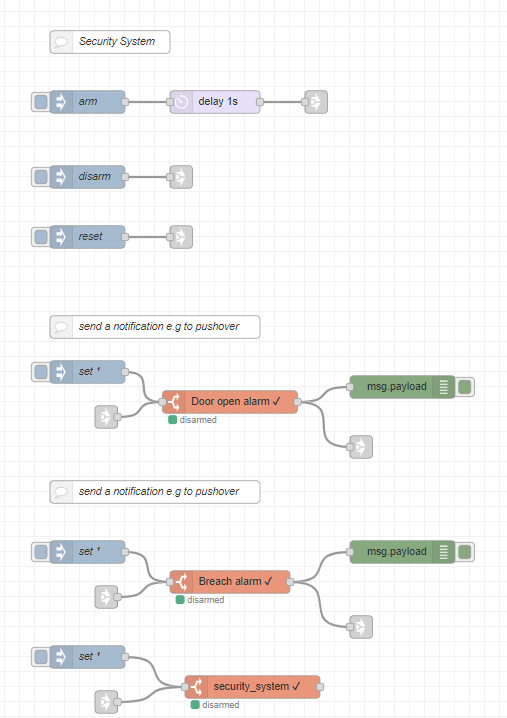 Security System
arm
delay 1s
disarm
reset
send a notification e.g to pushover
set ¹
msg.payload
Door open alarm ✓
disarmed
send a notification e.g to pushover
set ¹
msg.payload
Breach alarm ✓
disarmed
set ¹
security_system ✓
disarmed